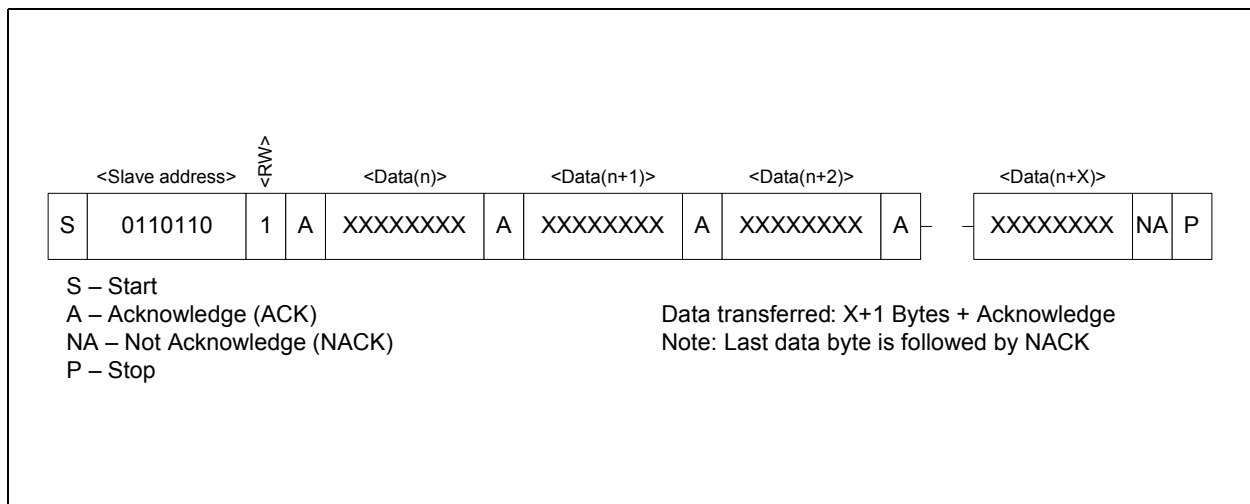 <Slave address> <RW> <Data(n)> <Data(n+1)> <Data(n+2)> <Data(n+X)>
S 0110110 1 A XXXXXXXX A XXXXXXXX A XXXXXXXX A XXXXXXXX NA P
S – Start
A – Acknowledge (ACK)
NA – Not Acknowledge (NACK)
P – Stop
Data transferred: X+1 Bytes + Acknowledge
Note: Last data byte is followed by NACK